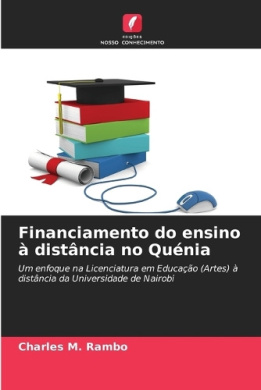 edições
NOSSO CONHECIMENTO
Financiamento do ensino
à distância no Quénia
Um enfoque na Licenciatura em Educação (Artes) à
distância da Universidade de Nairobi
Charles M. Rambo